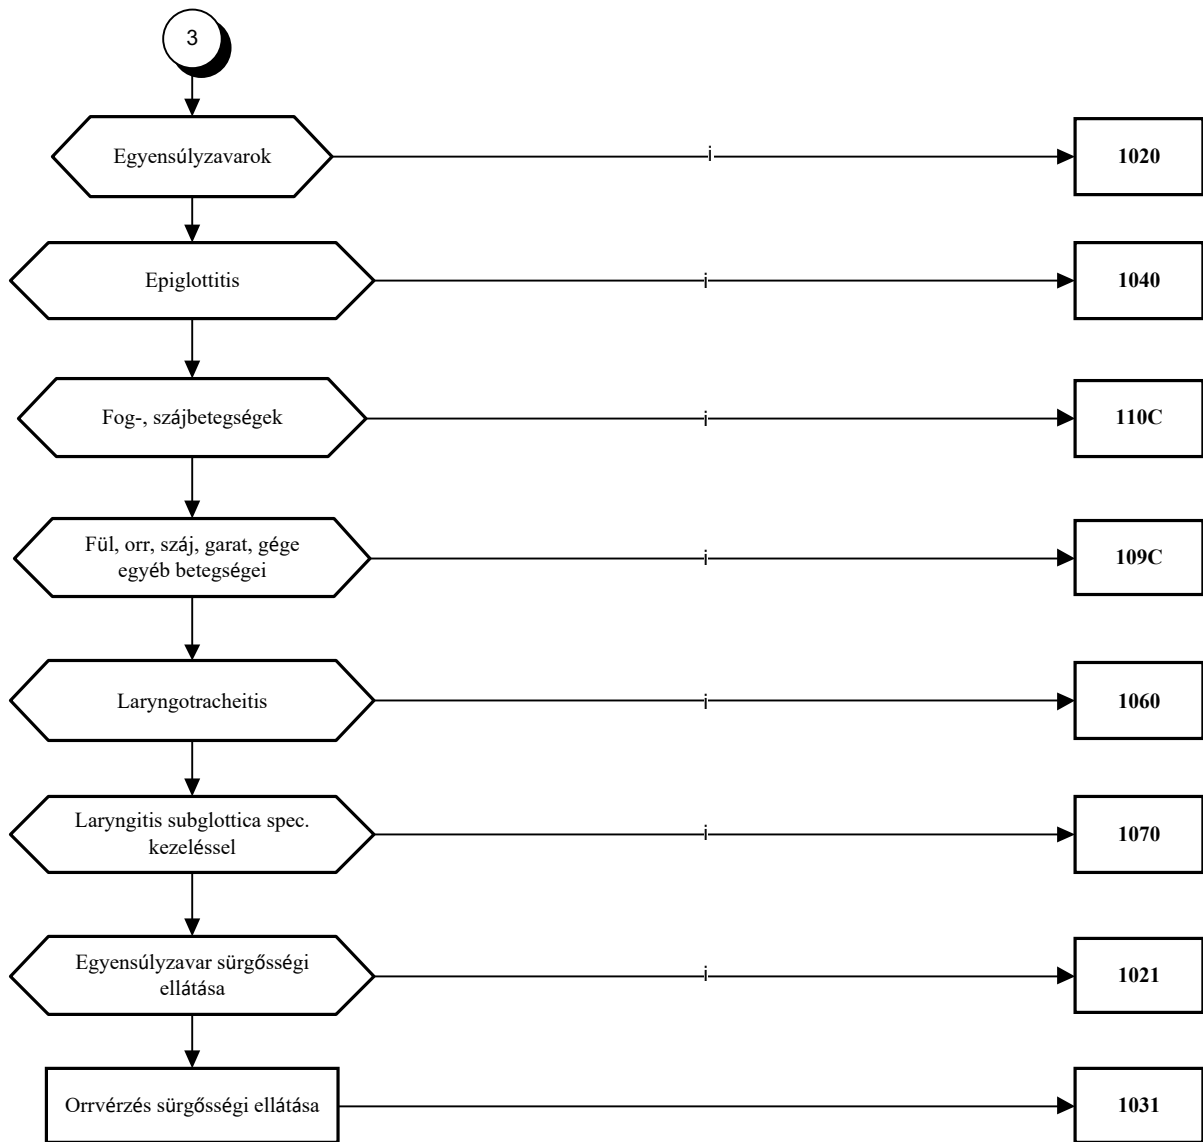 3
Egyensúlyzavarok
i
1020
Epiglottitis
i
1040
Fog-, szájbetegségek
i
110C
Fül, orr, száj, garat, gége
egyéb betegségei
i
109C
Laryngotracheitis
i
1060
Laryngitis subglottica spec.
kezeléssel
i
1070
Egyensúlyzavar sürgősségi
ellátása
i
1021
Orrvérzés sürgősségi ellátása
1031